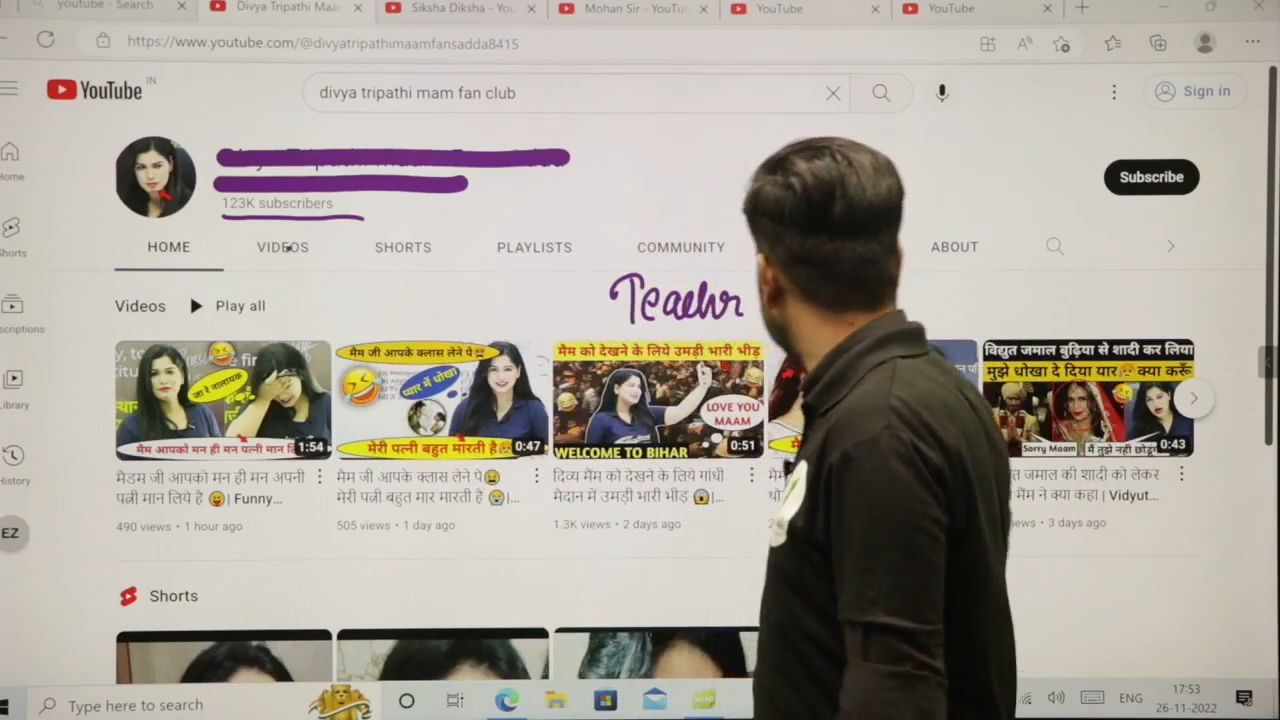 youtube - Search
Divya Tripathi Maa
Siksha Diksha - You
Mohan Sir - YouTu
YouTube
YouTube
https://www.youtube.com/@divyatripathimaamfansadda8415
YouTube IN
divya tripathi mam fan club
Sign in
123K subscribers
Subscribe
HOME
VIDEOS
SHORTS
PLAYLISTS
COMMUNITY
ABOUT
Home
Shorts
scriptions
Library
History
EZ
Teacher
Videos
Play all
जा रे नालायक
मैम आपको मन ही मन पत्नी मान
1:54
मैडम जी आपको मन ही मन अपनी
पत्नी मान लिये हे | Funny...
490 views • 1 hour ago
मैम जी आपके क्लास लेने पे
प्यार में धोखा
मेरी पत्नी बहुत मारती है
0:47
मैम जी आपके क्लास लेने पे
मेरी पत्नी बहुत मार मारती हे |...
505 views • 1 day ago
मैम को देखने के लिये उमड़ी भारी भीड़
LOVE YOU
MAAM
WELCOME TO BIHAR
0:51
दिव्य मैंम को देखने के लिये गांधी
मैदान में उमड़ी भारी भीड़ |...
1.3K views • 2 days ago
विद्युत जमाल बुढ़िया से शादी कर लिया
मुझे धोखा दे दिया यार क्या करूँ
Sorry Maam
मैं तुझे नही छोडूंगा
0:43
त जमाल की शादी को लेकर
मैंम ने क्या कहा | Vidyut...
iews • 3 days ago
Shorts
Type here to search
ENG
17:53
26-11-2022